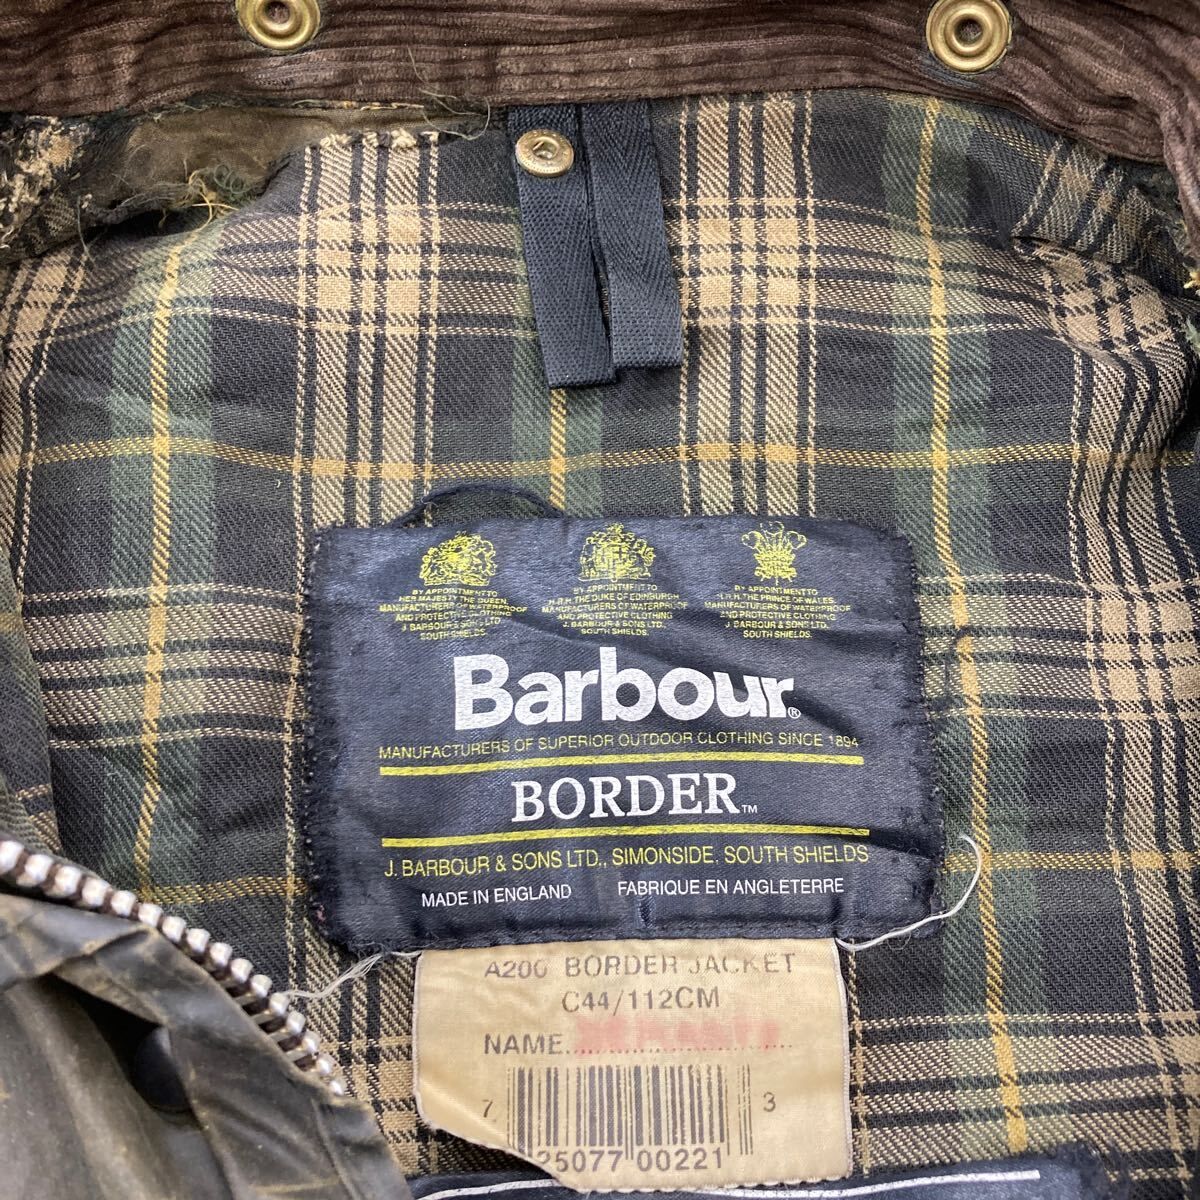 BY APPOINTMENT TO
HER MAJESTY THE QUEEN
MANUFACTURERS OF WATERPROOF
AND PROTECTIVE CLOTHING
J. BARBOUR & SONS LTD
SOUTH SHIELDS.
BY APPOINTMENT TO
H.R.H. THE DUKE OF EDINBURGH
MANUFACTURERS OF WATERPROOF
AND PROTECTIVE CLOTHING
J. BARBOUR & SONS LTD.
SOUTH SHIELDS.
BY APPOINTMENT TO
H.R.H. THE PRINCE OF WALES
MANUFACTURERS OF WATERPROOF
AND PROTECTIVE CLOTHING
J. BARBOUR & SONS LTD.
SOUTH SHIELDS.
Barbour®
MANUFACTURERS OF SUPERIOR OUTDOOR CLOTHING SINCE 1894
BORDER™
J. BARBOUR & SONS LTD., SIMONSIDE, SOUTH SHIELDS
MADE IN ENGLAND FABRIQUE EN ANGLETERRE
A200 BORDER JACKET
C44/112CM
NAME
7 25077 00221 3